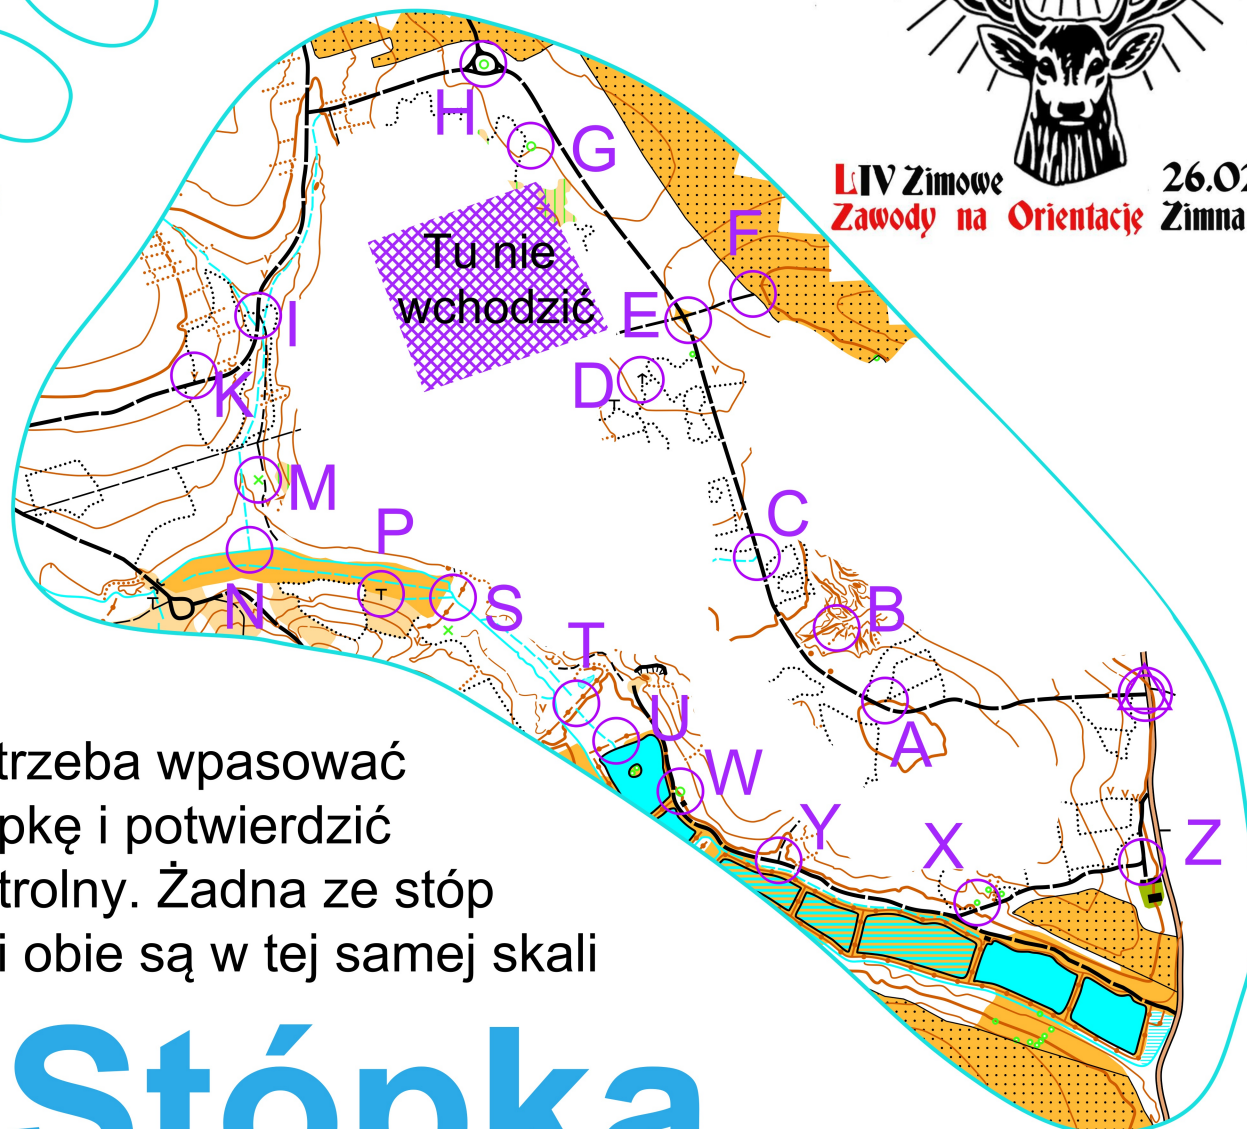 LIV Zimowe
26.02
Zawody na Orientację
Zimna
H
G
F
Tu nie
wchodzić
E
I
D
K
M
C
P
N
S
B
T
U
A
W
Y
X
Z
trzeba wpasować
pkę i potwierdzić
trolny. Żadna ze stóp
i obie są w tej samej skali
Stópka